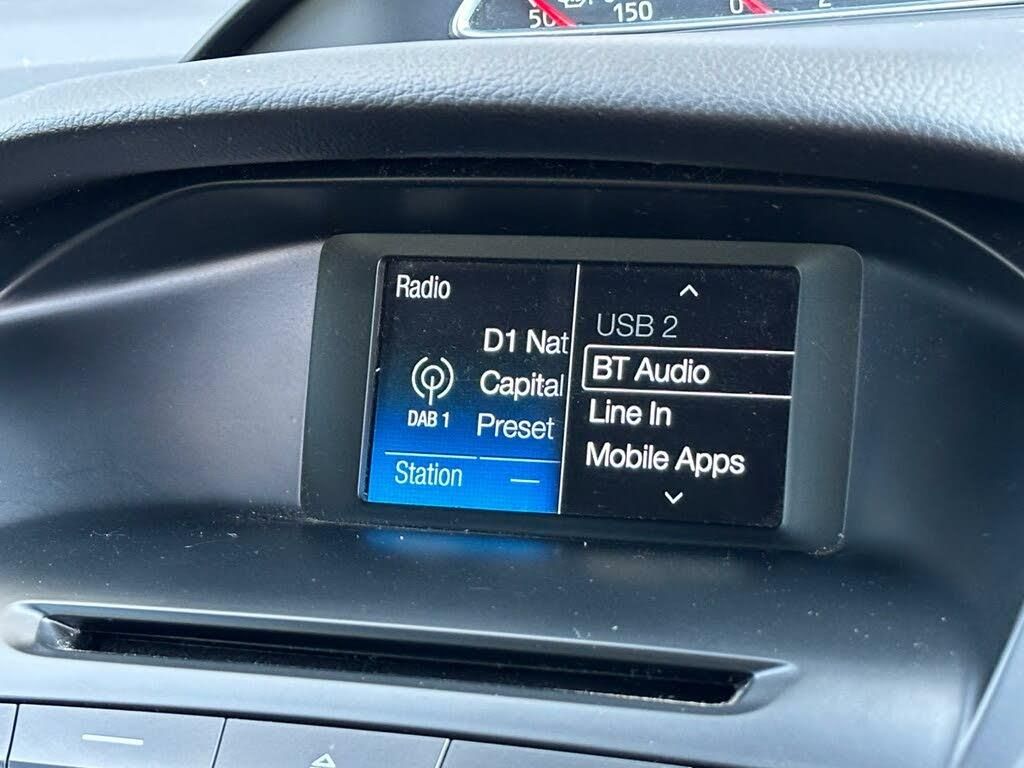 50 150 0 2
Radio
D1 Nat
Capital
DAB 1
Preset
Station
USB 2
BT Audio
Line In
Mobile Apps